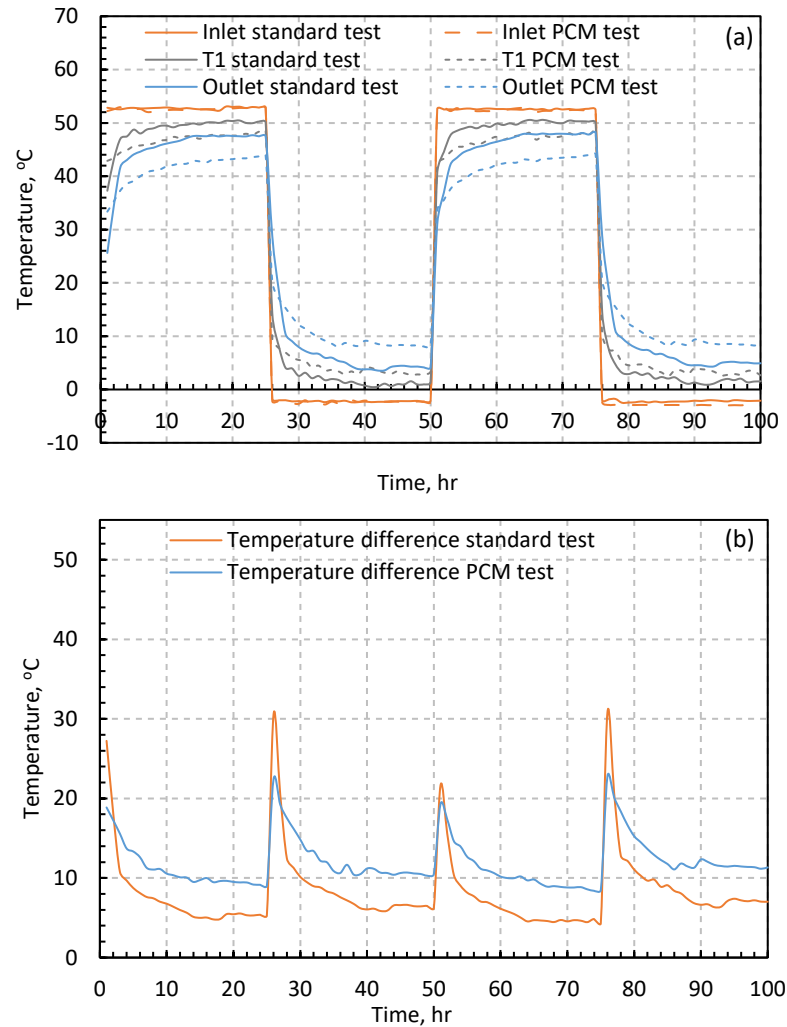 70
60
50
40
30
20
10
0
-10
Temperature, ºC
Inlet standard test Inlet PCM test (a)
T1 standard test T1 PCM test
Outlet standard test Outlet PCM test
0 10 20 30 40 50 60 70 80 90 100
Time, hr
50
40
30
20
10
0
Temperature, ºC
Temperature difference standard test (b)
Temperature difference PCM test
0 10 20 30 40 50 60 70 80 90 100
Time, hr